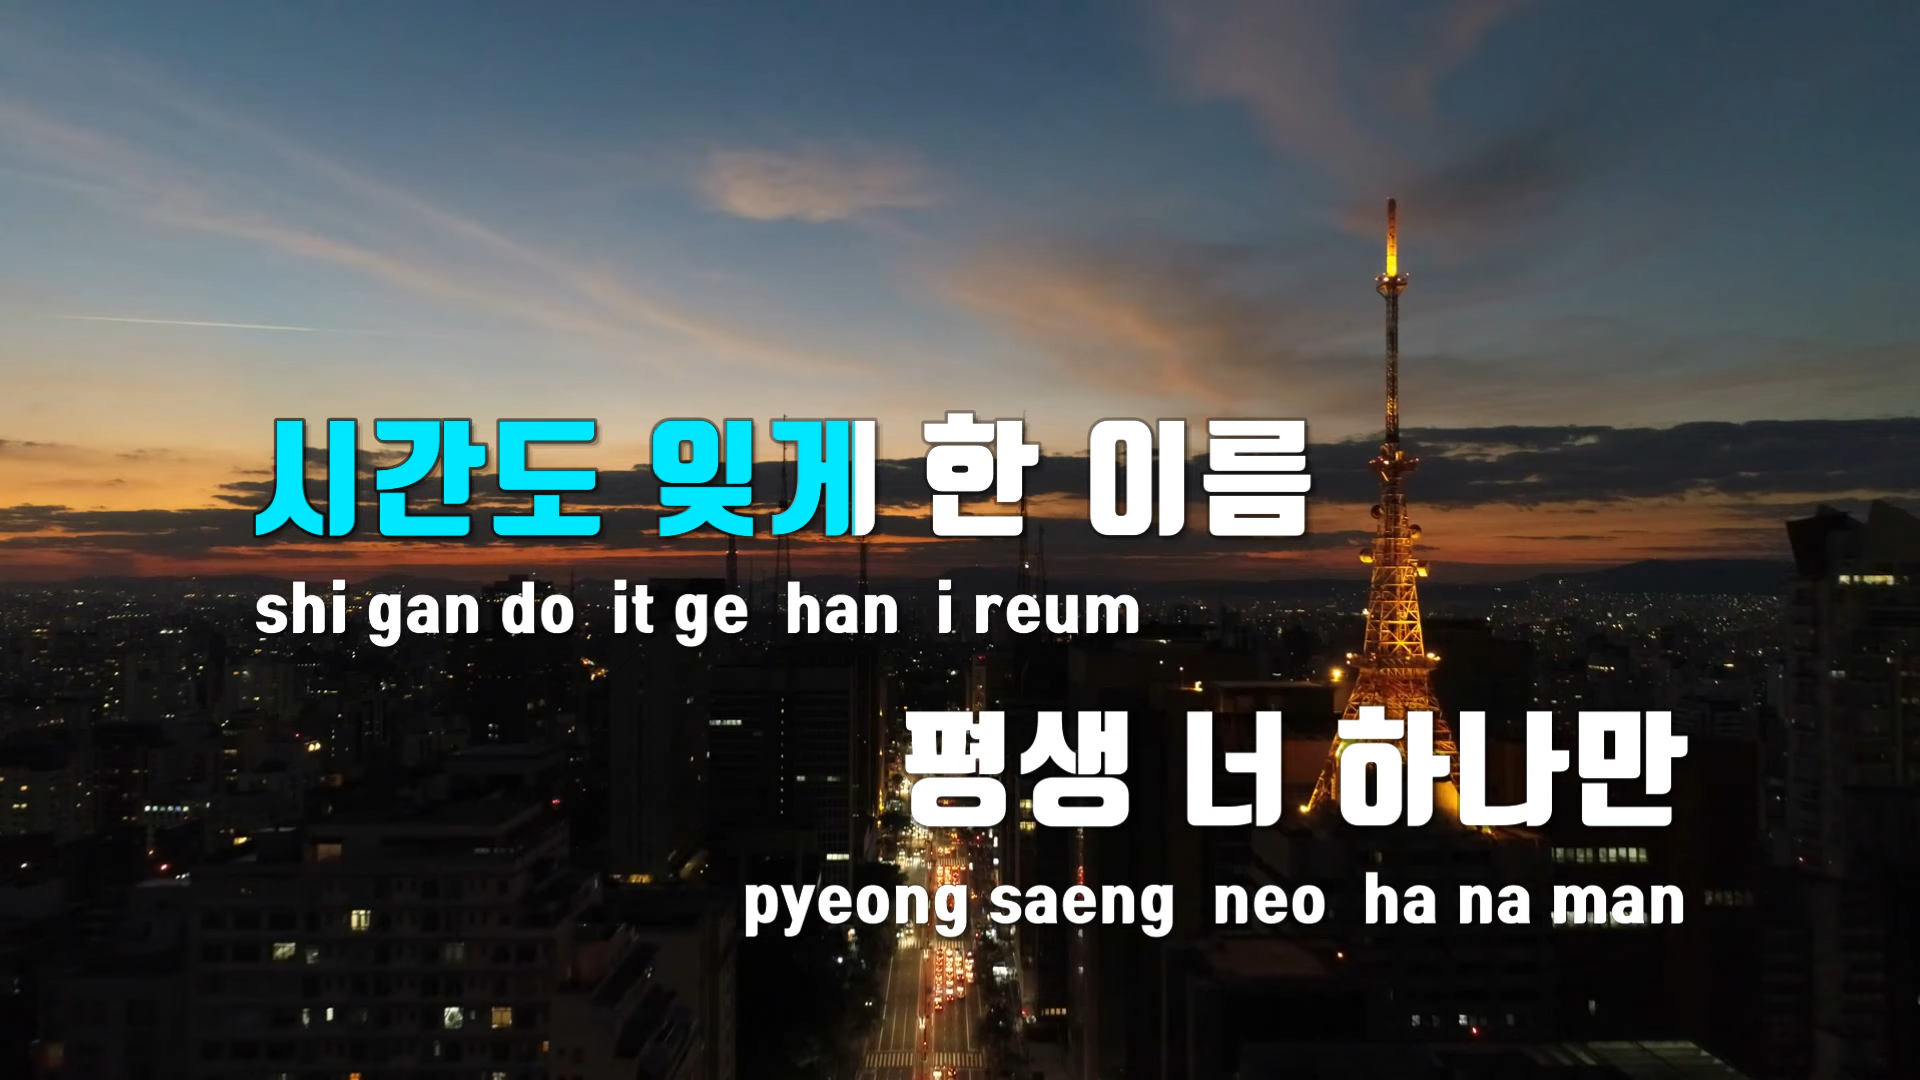 시간도 잊게 한 이름
shi gan do it ge han i reum
평생 너 하나만
pyeong saeng neo ha na man